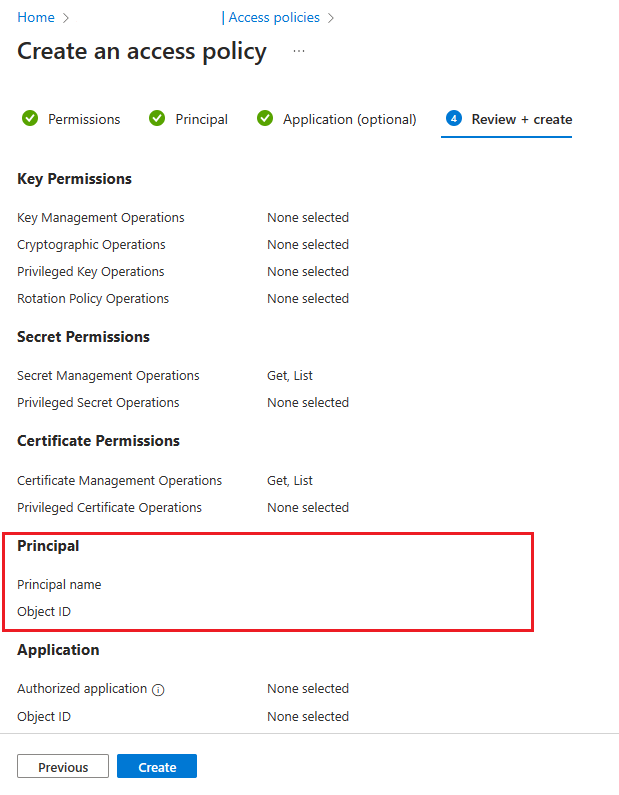 Home > | Access policies >
Create an access policy ...
Permissions Principal Application (optional) 4 Review + create
Key Permissions
Key Management Operations None selected
Cryptographic Operations None selected
Privileged Key Operations None selected
Rotation Policy Operations None selected
Secret Permissions
Secret Management Operations Get, List
Privileged Secret Operations None selected
Certificate Permissions
Certificate Management Operations Get, List
Privileged Certificate Operations None selected
Principal
Principal name
Object ID
Application
Authorized application None selected
Object ID None selected
Previous Create